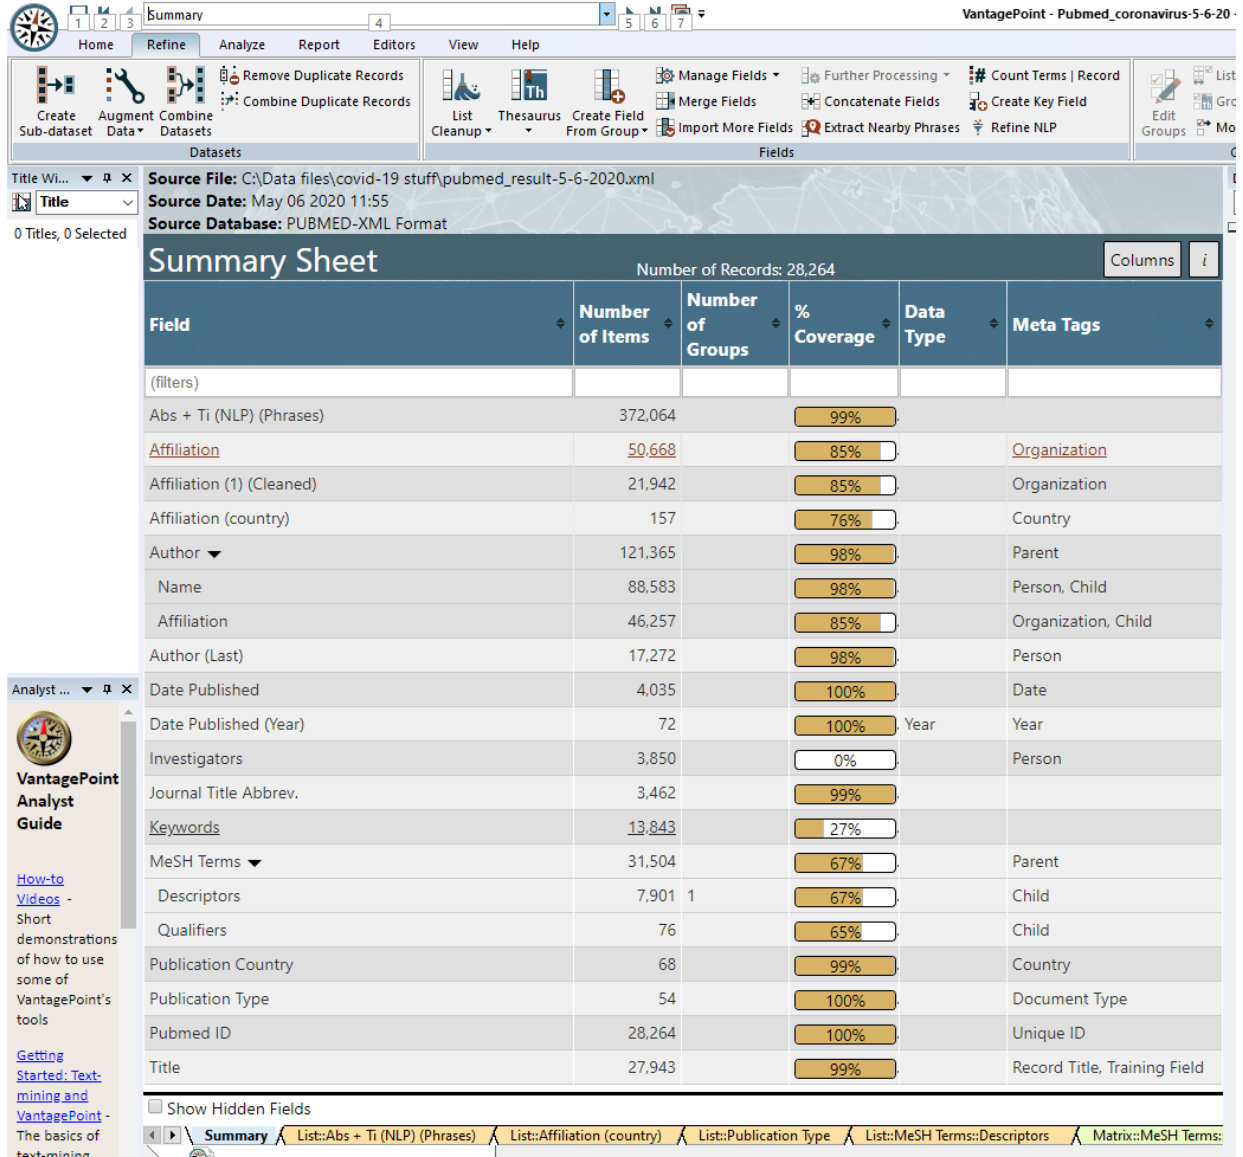 Summary
1 2 3 4 5 6 7
VantagePoint - Pubmed_coronavirus-5-6-20 -
Home Refine Analyze Report Editors View Help
Create Sub-dataset
Augment Data
Combine Datasets
Remove Duplicate Records
Combine Duplicate Records
Datasets
List Cleanup
Thesaurus
Create Field From Group
Manage Fields
Merge Fields
Import More Fields
Further Processing
Concatenate Fields
Extract Nearby Phrases
Count Terms | Record
Create Key Field
Refine NLP
Fields
Edit Groups
List
Gro
Mo
Title Wi...
Title
0 Titles, 0 Selected
Source File: C:\Data files\covid-19 stuff\pubmed_result-5-6-2020.xml
Source Date: May 06 2020 11:55
Source Database: PUBMED-XML Format
Summary Sheet Number of Records: 28,264 Columns i
Field Number of Items Number of Groups % Coverage Data Type Meta Tags
(filters)
Abs + Ti (NLP) (Phrases) 372,064 99%
Affiliation 50,668 85% Organization
Affiliation (1) (Cleaned) 21,942 85% Organization
Affiliation (country) 157 76% Country
Author 121,365 98% Parent
Name 88,583 98% Person, Child
Affiliation 46,257 85% Organization, Child
Author (Last) 17,272 98% Person
Date Published 4,035 100% Date
Date Published (Year) 72 100% Year Year
Investigators 3,850 0% Person
Journal Title Abbrev. 3,462 99%
Keywords 13,843 27%
MeSH Terms 31,504 67% Parent
Descriptors 7,901 1 67% Child
Qualifiers 76 65% Child
Publication Country 68 99% Country
Publication Type 54 100% Document Type
Pubmed ID 28,264 100% Unique ID
Title 27,943 99% Record Title, Training Field
Analyst ...
VantagePoint
Analyst
Guide
How-to
Videos -
Short
demonstrations
of how to use
some of
VantagePoint's
tools
Getting
Started: Text-
mining and
VantagePoint -
The basics of
text-mining
Show Hidden Fields
Summary List::Abs + Ti (NLP) (Phrases) List::Affiliation (country) List::Publication Type List::MeSH Terms::Descriptors Matrix::MeSH Terms: